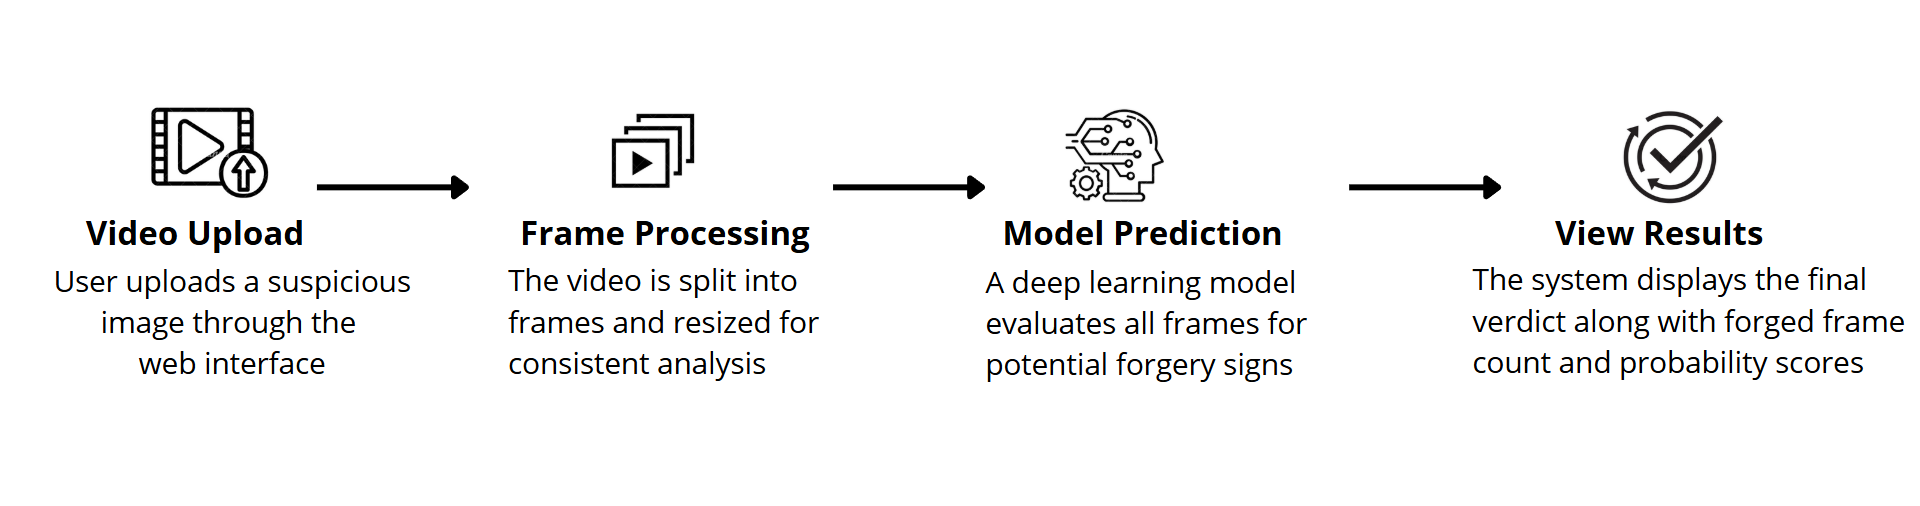 Video Upload
User uploads a suspicious
image through the
web interface
Frame Processing
The video is split into
frames and resized for
consistent analysis
Model Prediction
A deep learning model
evaluates all frames for
potential forgery signs
View Results
The system displays the final
verdict along with forged frame
count and probability scores